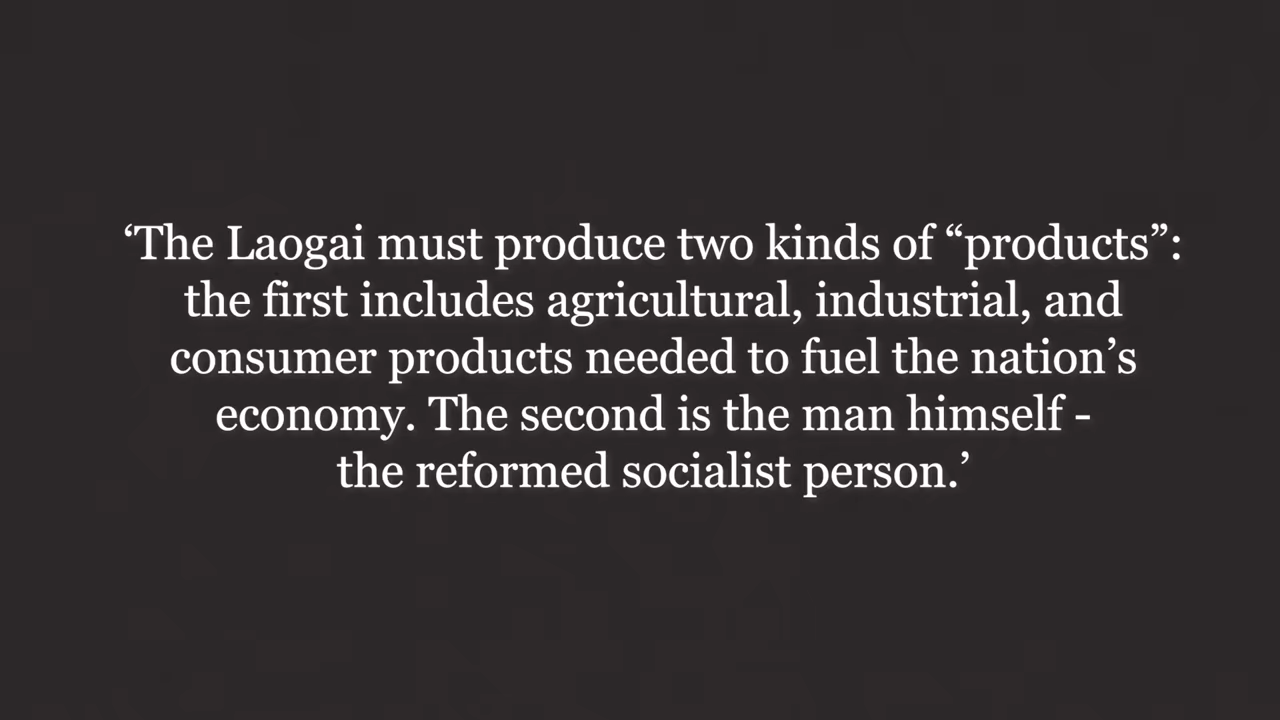 ‘The Laogai must produce two kinds of “products”:
the first includes agricultural, industrial, and
consumer products needed to fuel the nation’s
economy. The second is the man himself -
the reformed socialist person.’